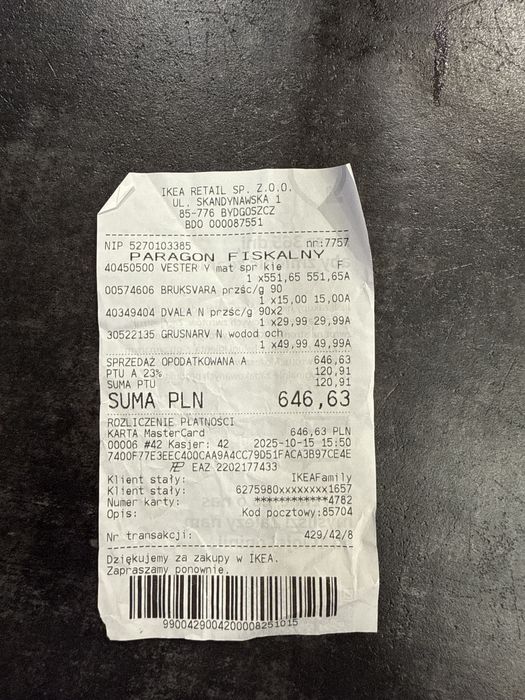 IKEA RETAIL SP. Z.O.O.
UL. SKANDYNAWSKA 1
85-776 BYDGOSZCZ
BDO 000087551
NIP 5270103385 nr:7757
PARAGON FISKALNY
40450500 VESTER Y mat spr kie F
1 x551,65 551,65A
00574606 BRUKSVARA przśc/g 90
1 x15,00 15,00A
40349404 DVALA N przśc/g 90x2
1 x29,99 29,99A
30522135 GRUSNARV N wodod och
1 x49,99 49,99A
SPRZEDAŻ OPODATKOWANA A 646,63
PTU A 23% 120,91
SUMA PTU 120,91
SUMA PLN 646,63
ROZLICZENIE PŁATNOŚCI
KARTA MasterCard 646,63 PLN
00006 #42 Kasjer: 42 2025-10-15 15:50
7400F77E3EEC400CAA9A4CC79D51FACA3B97CE4E
EAZ 2202177433
Klient stały: IKEAFamily
Klient stały: 6275980xxxxxxxx1657
Numer karty: ************4782
Opis: Kod pocztowy:85704
Nr transakcji: 429/42/8
Dziękujemy za zakupy w IKEA.
Zapraszamy ponownie.
9900429004200008251015